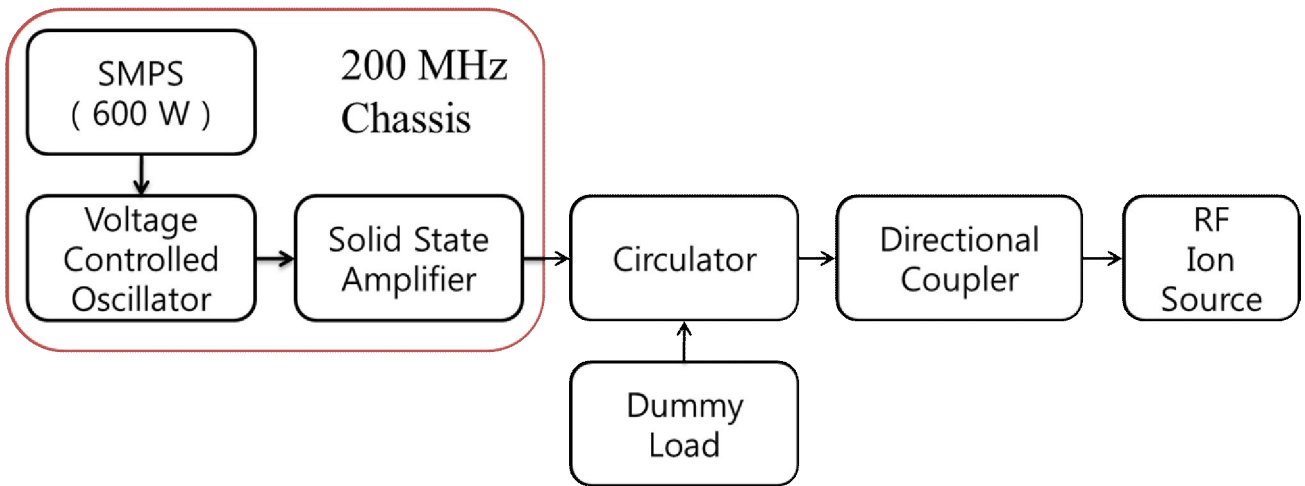 SMPS
( 600 W )
200 MHz
Chassis
Voltage
Controlled
Oscillator
Solid State
Amplifier
Circulator
Directional
Coupler
RF
Ion
Source
Dummy
Load